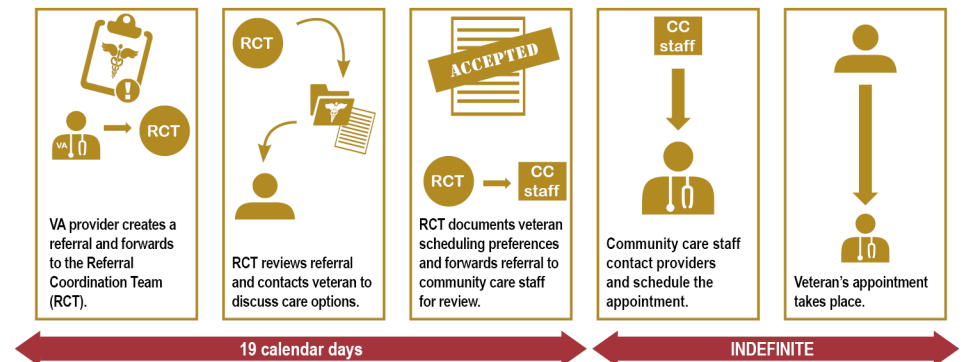 VA
RCT
VA provider creates a
referral and forwards
to the Referral
Coordination Team
(RCT).
RCT
RCT reviews referral
and contacts veteran to
discuss care options.
ACCEPTED
RCT
CC
staff
RCT documents veteran
scheduling preferences
and forwards referral to
community care staff
for review.
CC
staff
Community care staff
contact providers
and schedule the
appointment.
Veteran's appointment
takes place.
19 calendar days
INDEFINITE